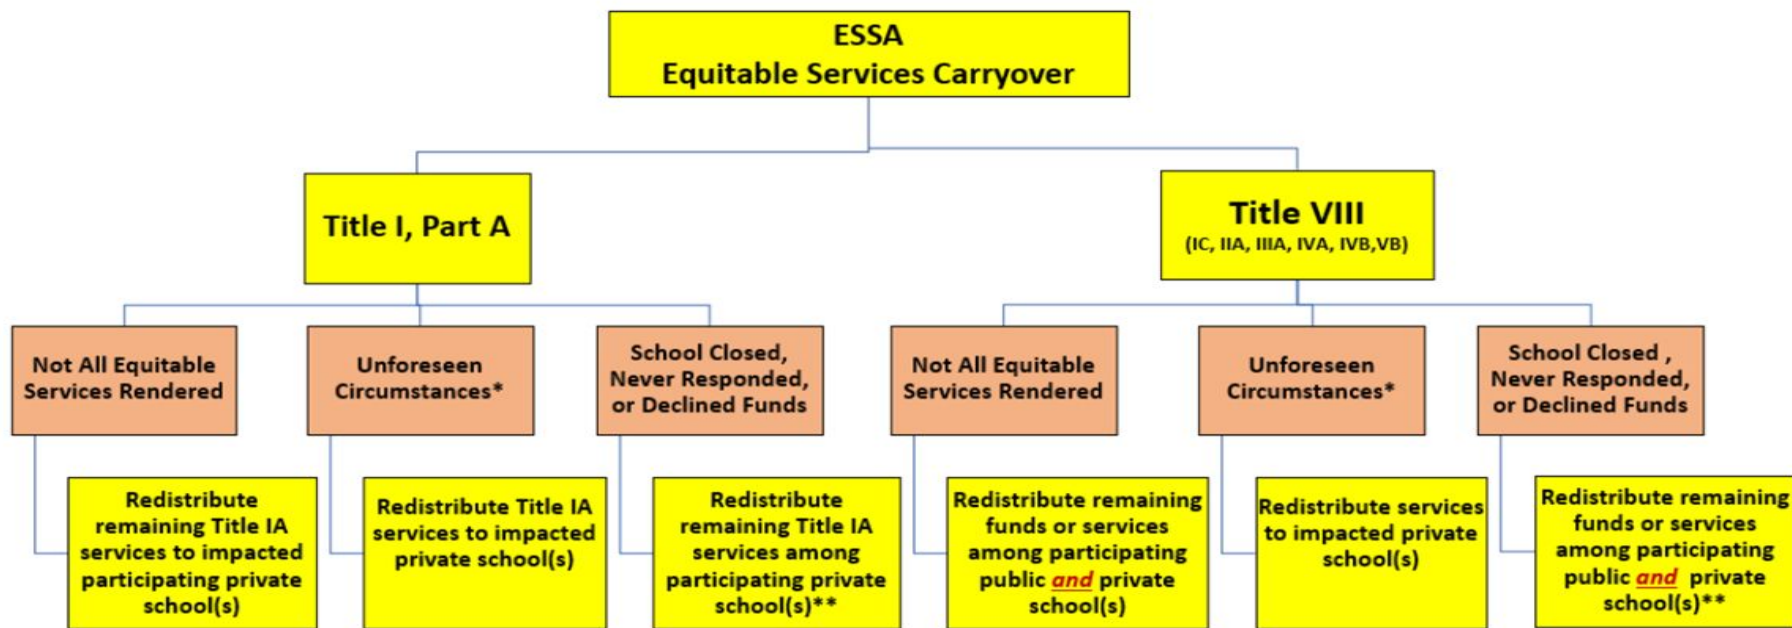 ESSA
Equitable Services Carryover
Title I, Part A
Title VIII
(IC, IIA, IIIA, IVA, IVB,VB)
Not All Equitable
Services Rendered
Unforeseen
Circumstances*
School Closed,
Never Responded,
or Declined Funds
Not All Equitable
Services Rendered
Unforeseen
Circumstances*
School Closed ,
Never Responded,
or Declined Funds
Redistribute
remaining Title IA
services to impacted
participating private
school(s)
Redistribute Title IA
services to impacted
private school(s)
Redistribute
remaining Title IA
services among
participating private
school(s)**
Redistribute remaining
funds or services
among participating
public and private
school(s)
Redistribute services
to impacted private
school(s)
Redistribute remaining
funds or services
among participating
public and private
school(s)**